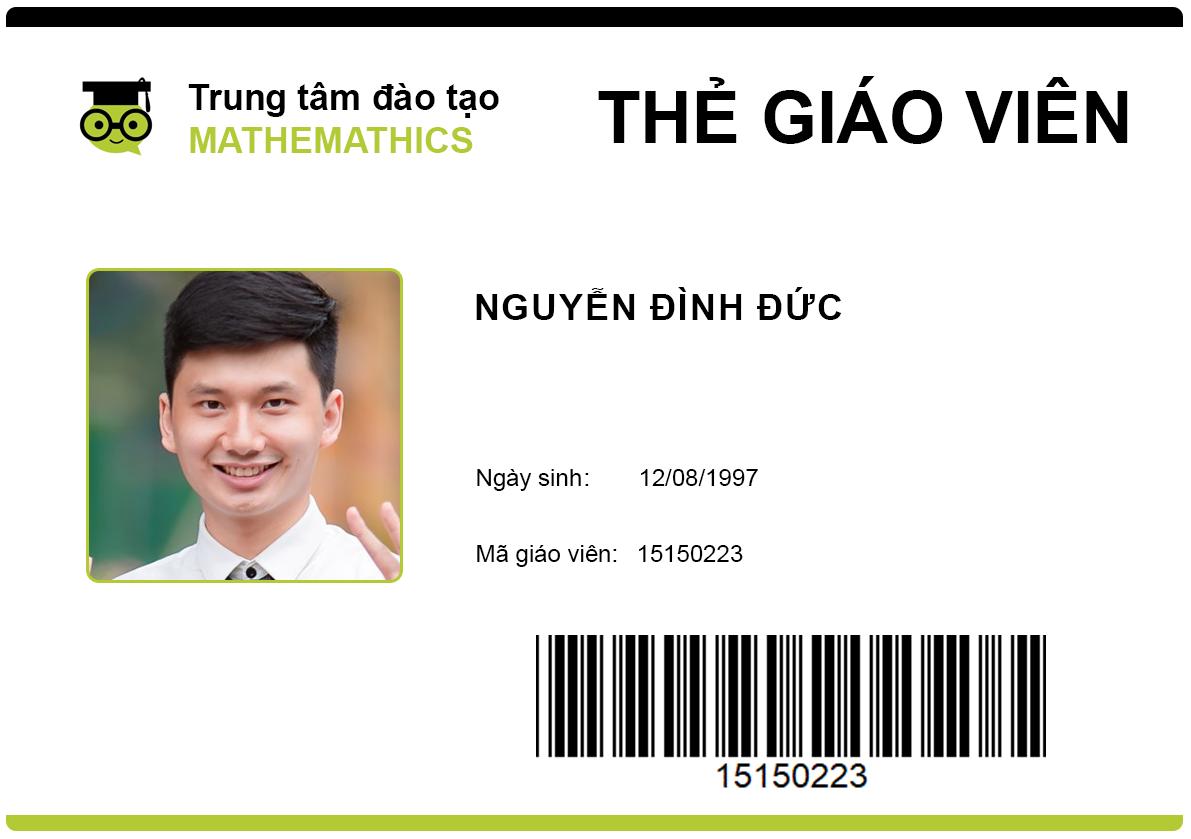 Trung tâm đào tạo
MATHEMATHICS
THẺ GIÁO VIÊN
NGUYỄN ĐÌNH ĐỨC
Ngày sinh: 12/08/1997
Mã giáo viên: 15150223
15150223